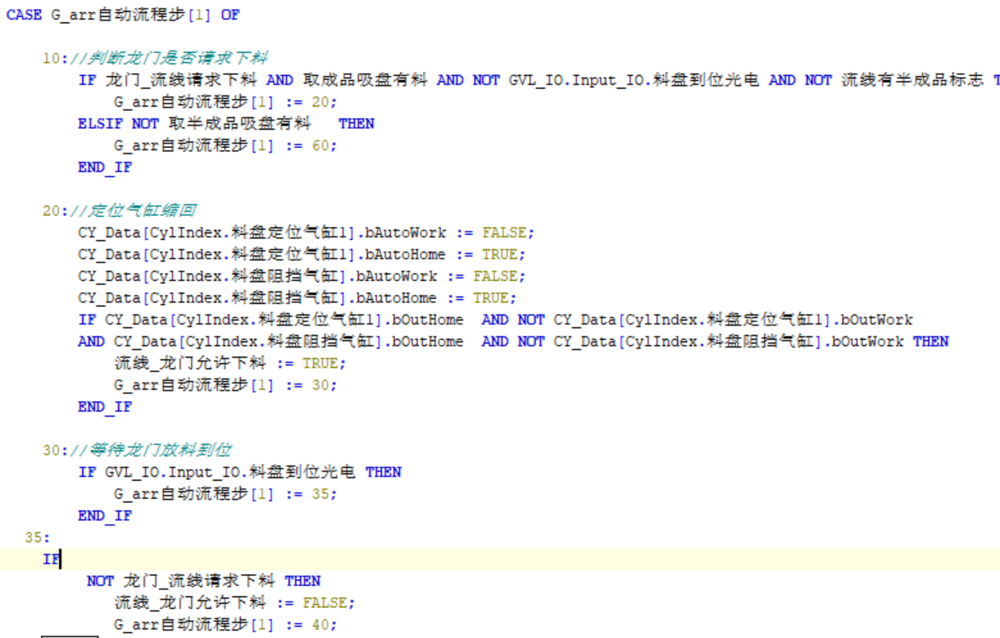 CASE G_arr自动流程步[1] OF
10://判断龙门是否请求下料
IF 龙门_流线请求下料 AND 取成品吸盘有料 AND NOT GVL_IO.Input_IO.料盘到位光电 AND NOT 流线有半成品标志 T
G_arr自动流程步[1] := 20;
ELSIF NOT 取半成品吸盘有料 THEN
G_arr自动流程步[1] := 60;
END_IF
20://定位气缸缩回
CY_Data[CylIndex.料盘定位气缸1].bAutoWork := FALSE;
CY_Data[CylIndex.料盘定位气缸1].bAutoHome := TRUE;
CY_Data[CylIndex.料盘阻挡气缸].bAutoWork := FALSE;
CY_Data[CylIndex.料盘阻挡气缸].bAutoHome := TRUE;
IF CY_Data[CylIndex.料盘定位气缸1].bOutHome AND NOT CY_Data[CylIndex.料盘定位气缸1].bOutWork
AND CY_Data[CylIndex.料盘阻挡气缸].bOutHome AND NOT CY_Data[CylIndex.料盘阻挡气缸].bOutWork THEN
流线_龙门允许下料 := TRUE;
G_arr自动流程步[1] := 30;
END_IF
30://等待龙门放料到位
IF GVL_IO.Input_IO.料盘到位光电 THEN
G_arr自动流程步[1] := 35;
END_IF
35:
IF
NOT 龙门_流线请求下料 THEN
流线_龙门允许下料 := FALSE;
G_arr自动流程步[1] := 40;